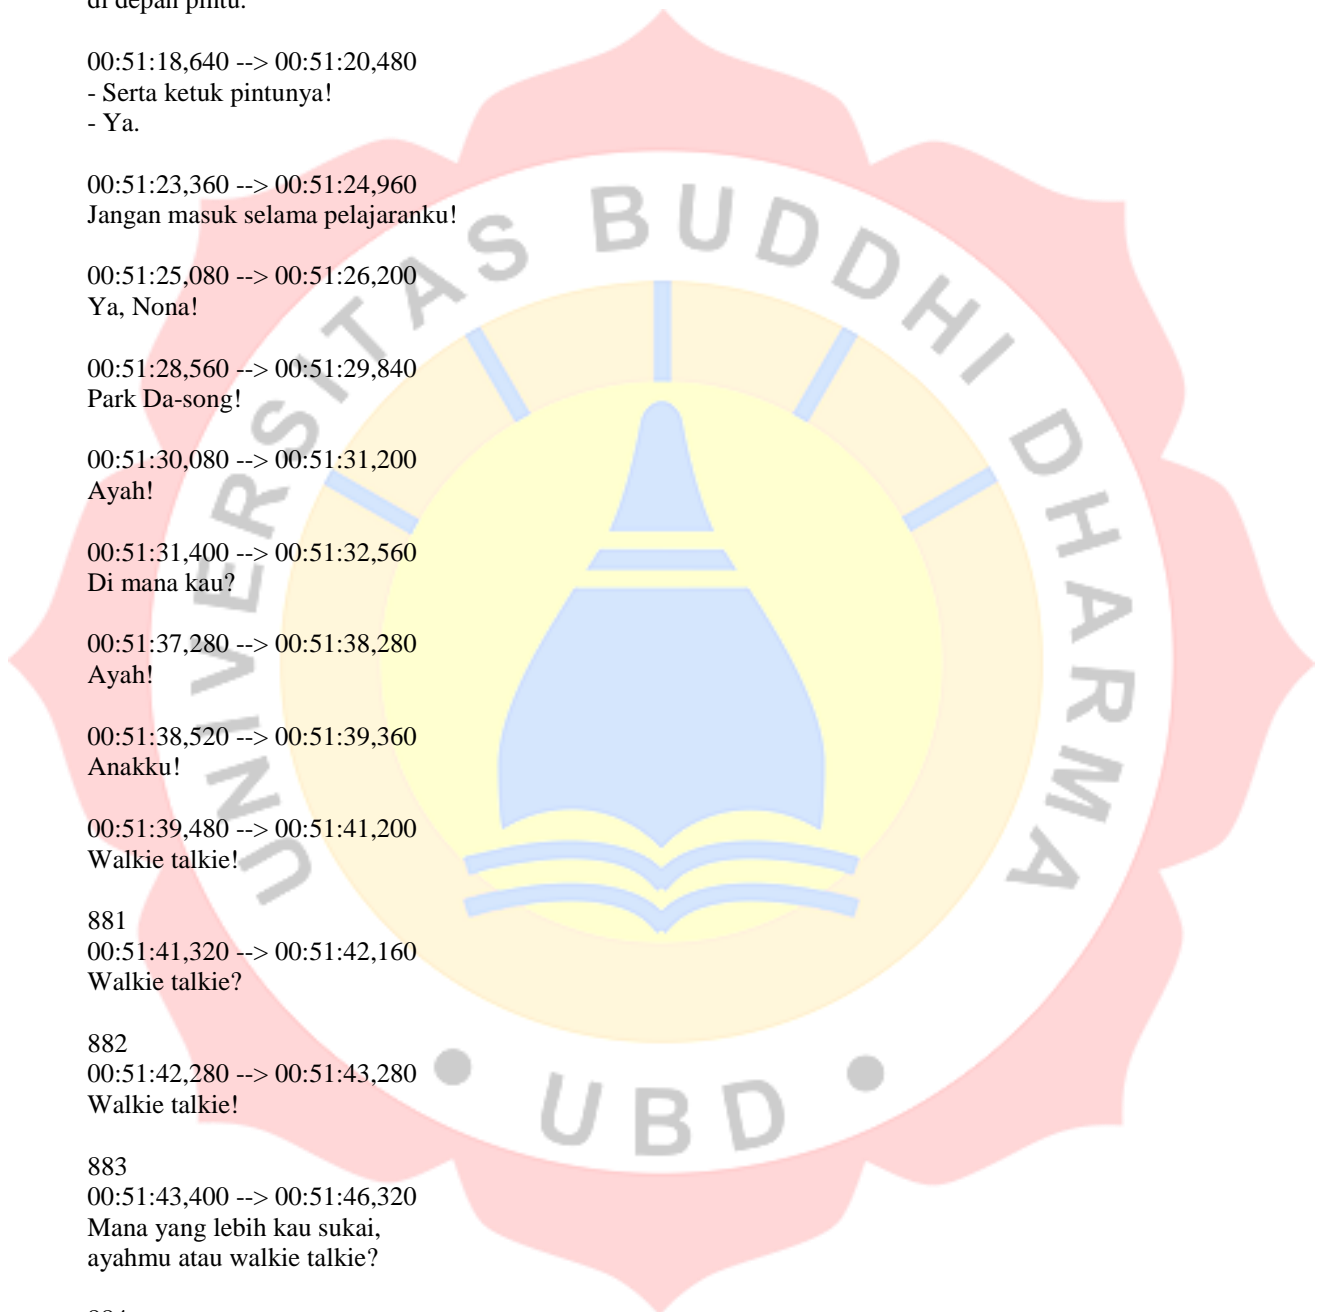 di depan pintu.
00:51:18,640 --> 00:51:20,480
- Serta ketuk pintunya!
- Ya.
00:51:23,360 --> 00:51:24,960
Jangan masuk selama pelajaranku!
00:51:25,080 --> 00:51:26,200
Ya, Nona!
00:51:28,560 --> 00:51:29,840
Park Da-song!
00:51:30,080 --> 00:51:31,200
Ayah!
00:51:31,400 --> 00:51:32,560
Di mana kau?
00:51:37,280 --> 00:51:38,280
Ayah!
00:51:38,520 --> 00:51:39,360
Anakku!
00:51:39,480 --> 00:51:41,200
Walkie talkie!
881
00:51:41,320 --> 00:51:42,160
Walkie talkie?
882
00:51:42,280 --> 00:51:43,280
Walkie talkie!
883
00:51:43,400 --> 00:51:46,320
Mana yang lebih kau sukai,
ayahmu atau walkie talkie?
UNIVERSITAS BUDDHI DHARMA
• UBD •